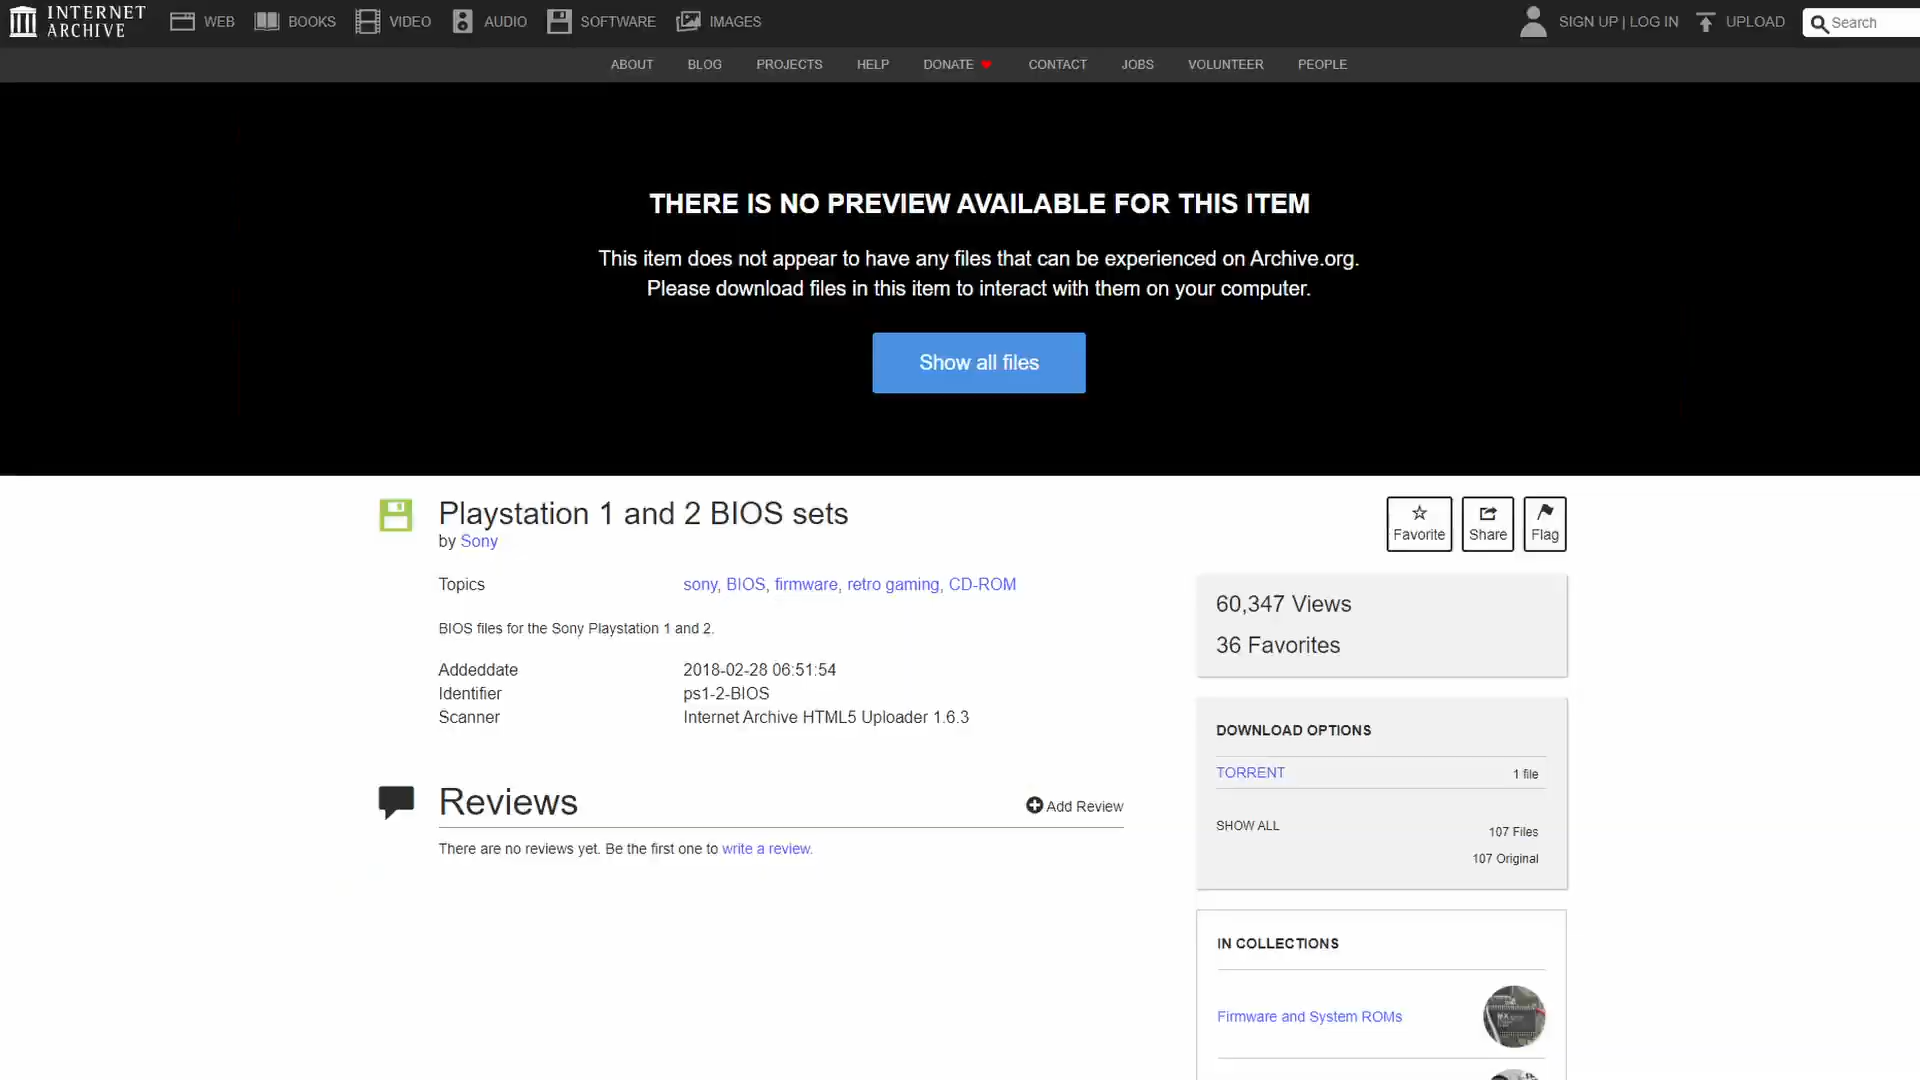 INTERNET ARCHIVE
WEB
BOOKS
VIDEO
AUDIO
SOFTWARE
IMAGES
SIGN UP | LOG IN
UPLOAD
Search
ABOUT
BLOG
PROJECTS
HELP
DONATE
CONTACT
JOBS
VOLUNTEER
PEOPLE
THERE IS NO PREVIEW AVAILABLE FOR THIS ITEM
This item does not appear to have any files that can be experienced on Archive.org.
Please download files in this item to interact with them on your computer.
Show all files
Playstation 1 and 2 BIOS sets
by Sony
Favorite
Share
Flag
Topics sony, BIOS, firmware, retro gaming, CD-ROM
BIOS files for the Sony Playstation 1 and 2.
Addeddate 2018-02-28 06:51:54
Identifier ps1-2-BIOS
Scanner Internet Archive HTML5 Uploader 1.6.3
Reviews
Add Review
There are no reviews yet. Be the first one to write a review.
60,347 Views
36 Favorites
DOWNLOAD OPTIONS
TORRENT 1 file
SHOW ALL 107 Files
107 Original
IN COLLECTIONS
Firmware and System ROMs